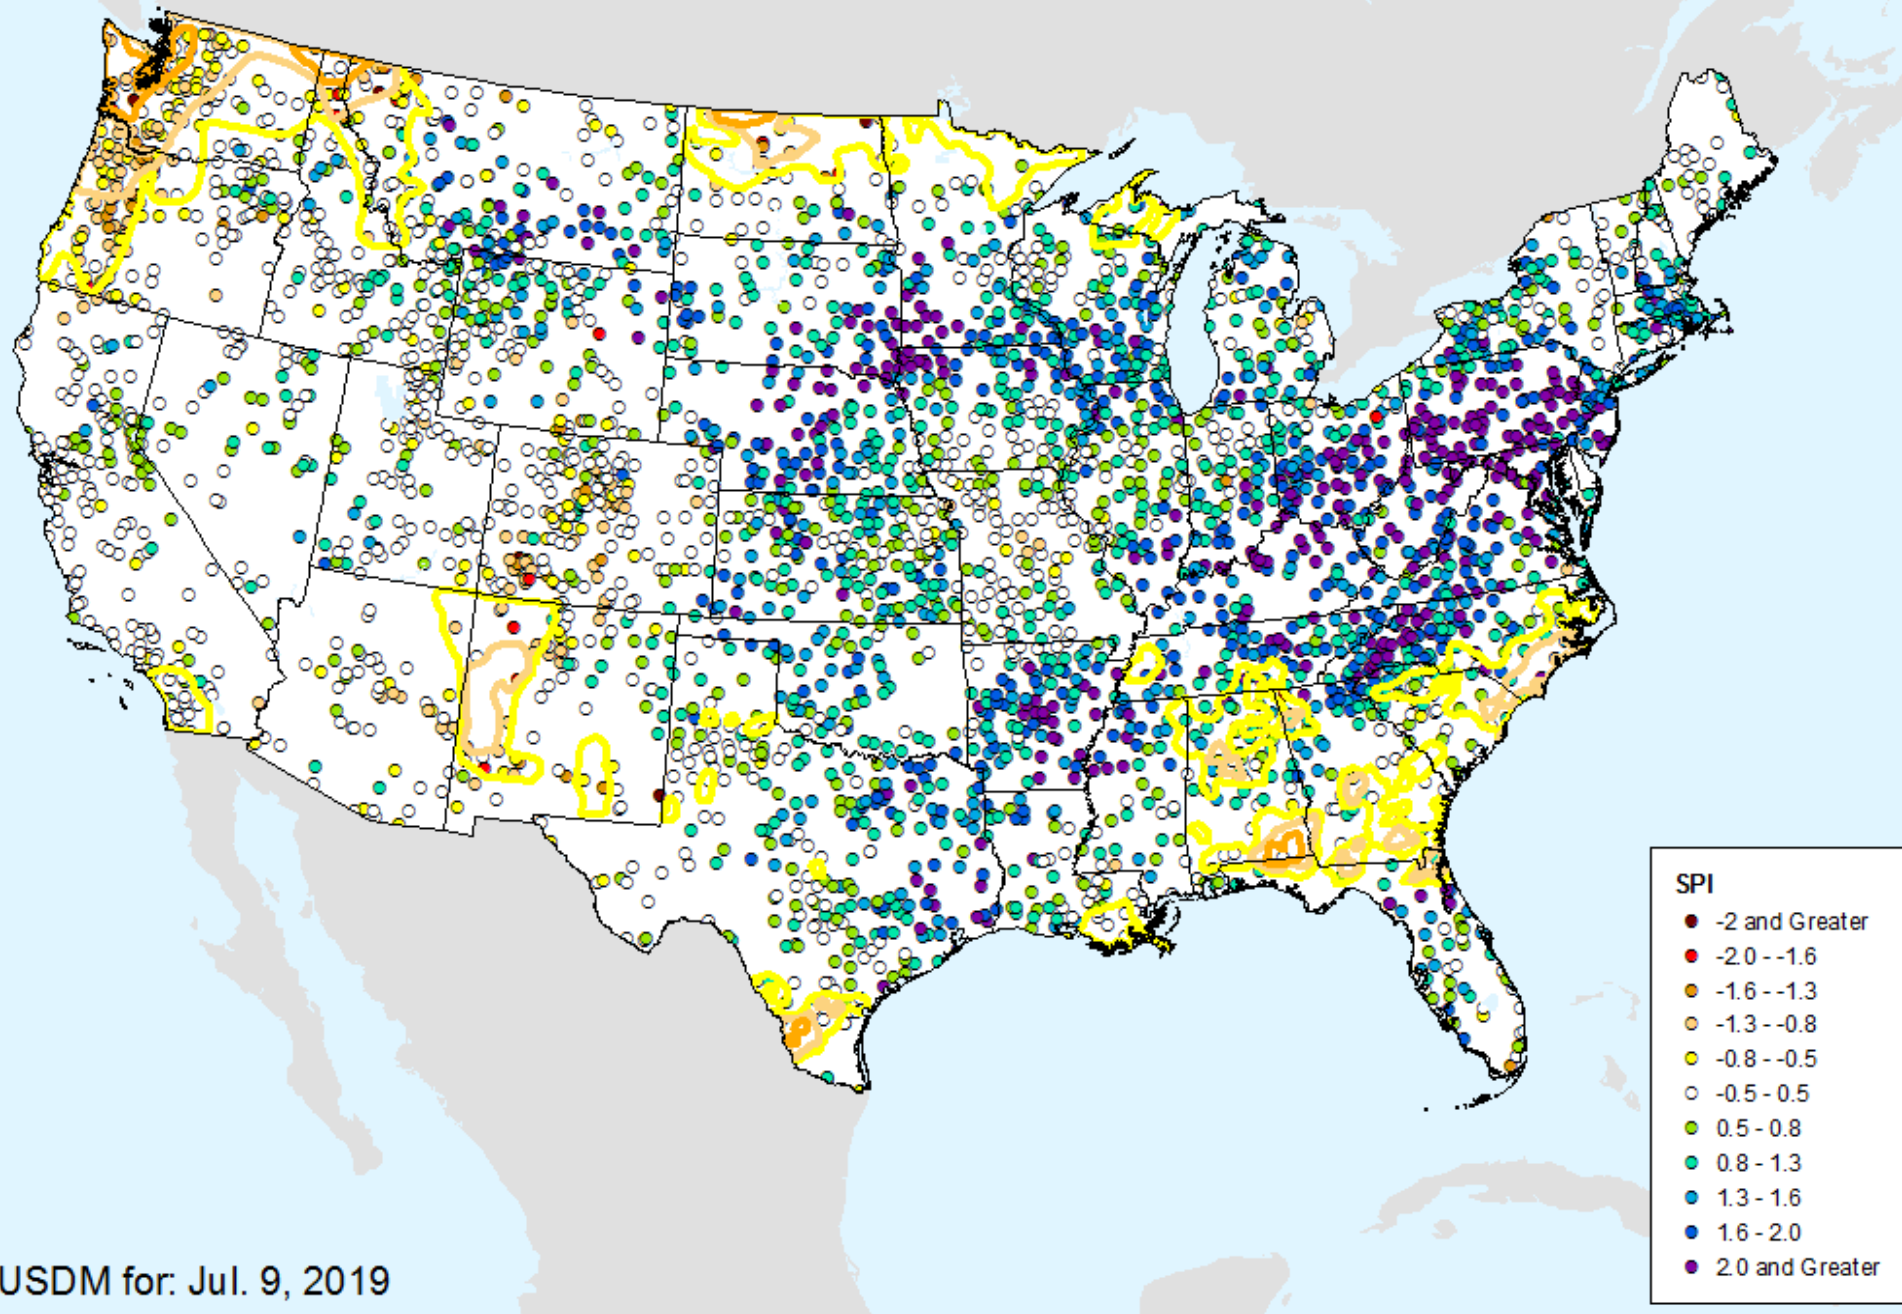 SPI
-2 and Greater
-2.0 - -1.6
-1.6 - -1.3
-1.3 - -0.8
-0.8 - -0.5
-0.5 - 0.5
0.5 - 0.8
0.8 - 1.3
1.3 - 1.6
1.6 - 2.0
2.0 and Greater
USDM for: Jul. 9, 2019